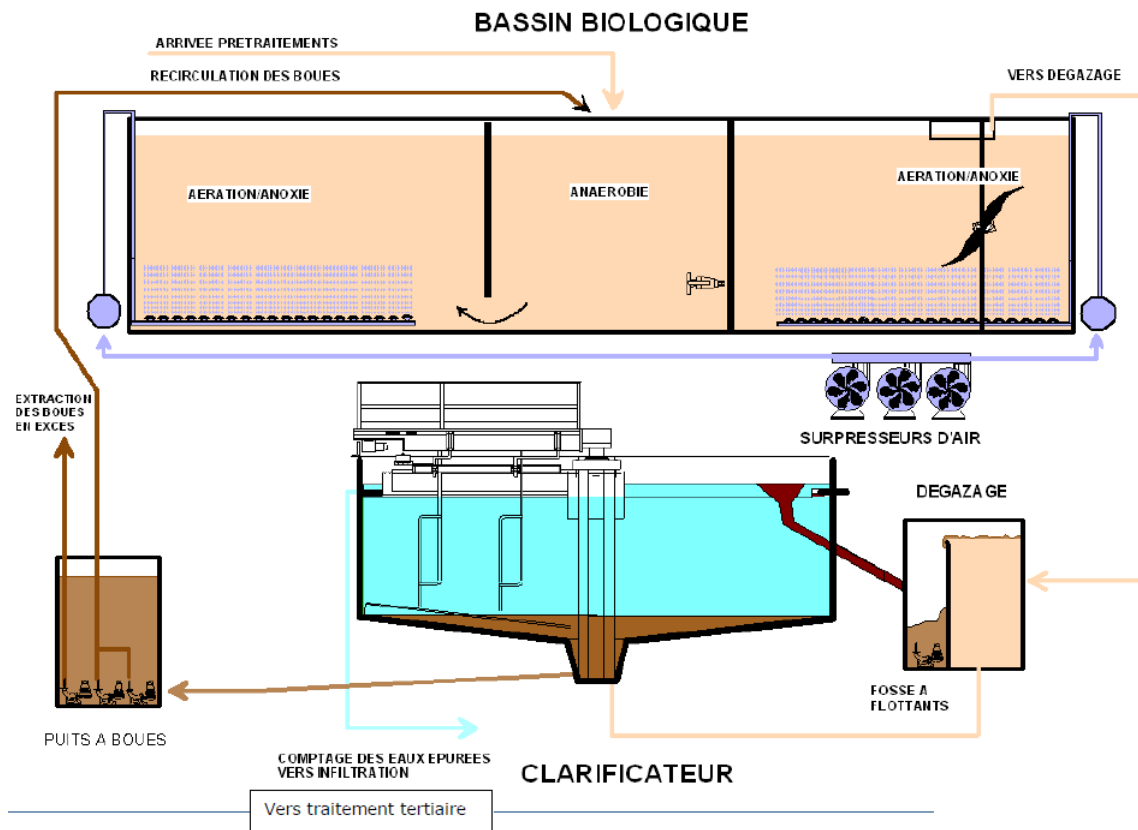 BASSIN BIOLOGIQUE
ARRIVEE PRETRAITEMENTS
RECIRCULATION DES BOUES
VERS DEGAZAGE
AERATION/ANOXIE
ANAEROBIE
AERATION/ANOXIE
EXTRACTION
DES BOUES
EN EXCES
SURPRESSEURS D'AIR
DEGAZAGE
FOSSE A
FLOTTANTS
PUITS A BOUES
COMPTAGE DES EAUX EPUREES
VERS INFILTRATION
CLARIFICATEUR
Vers traitement tertiaire